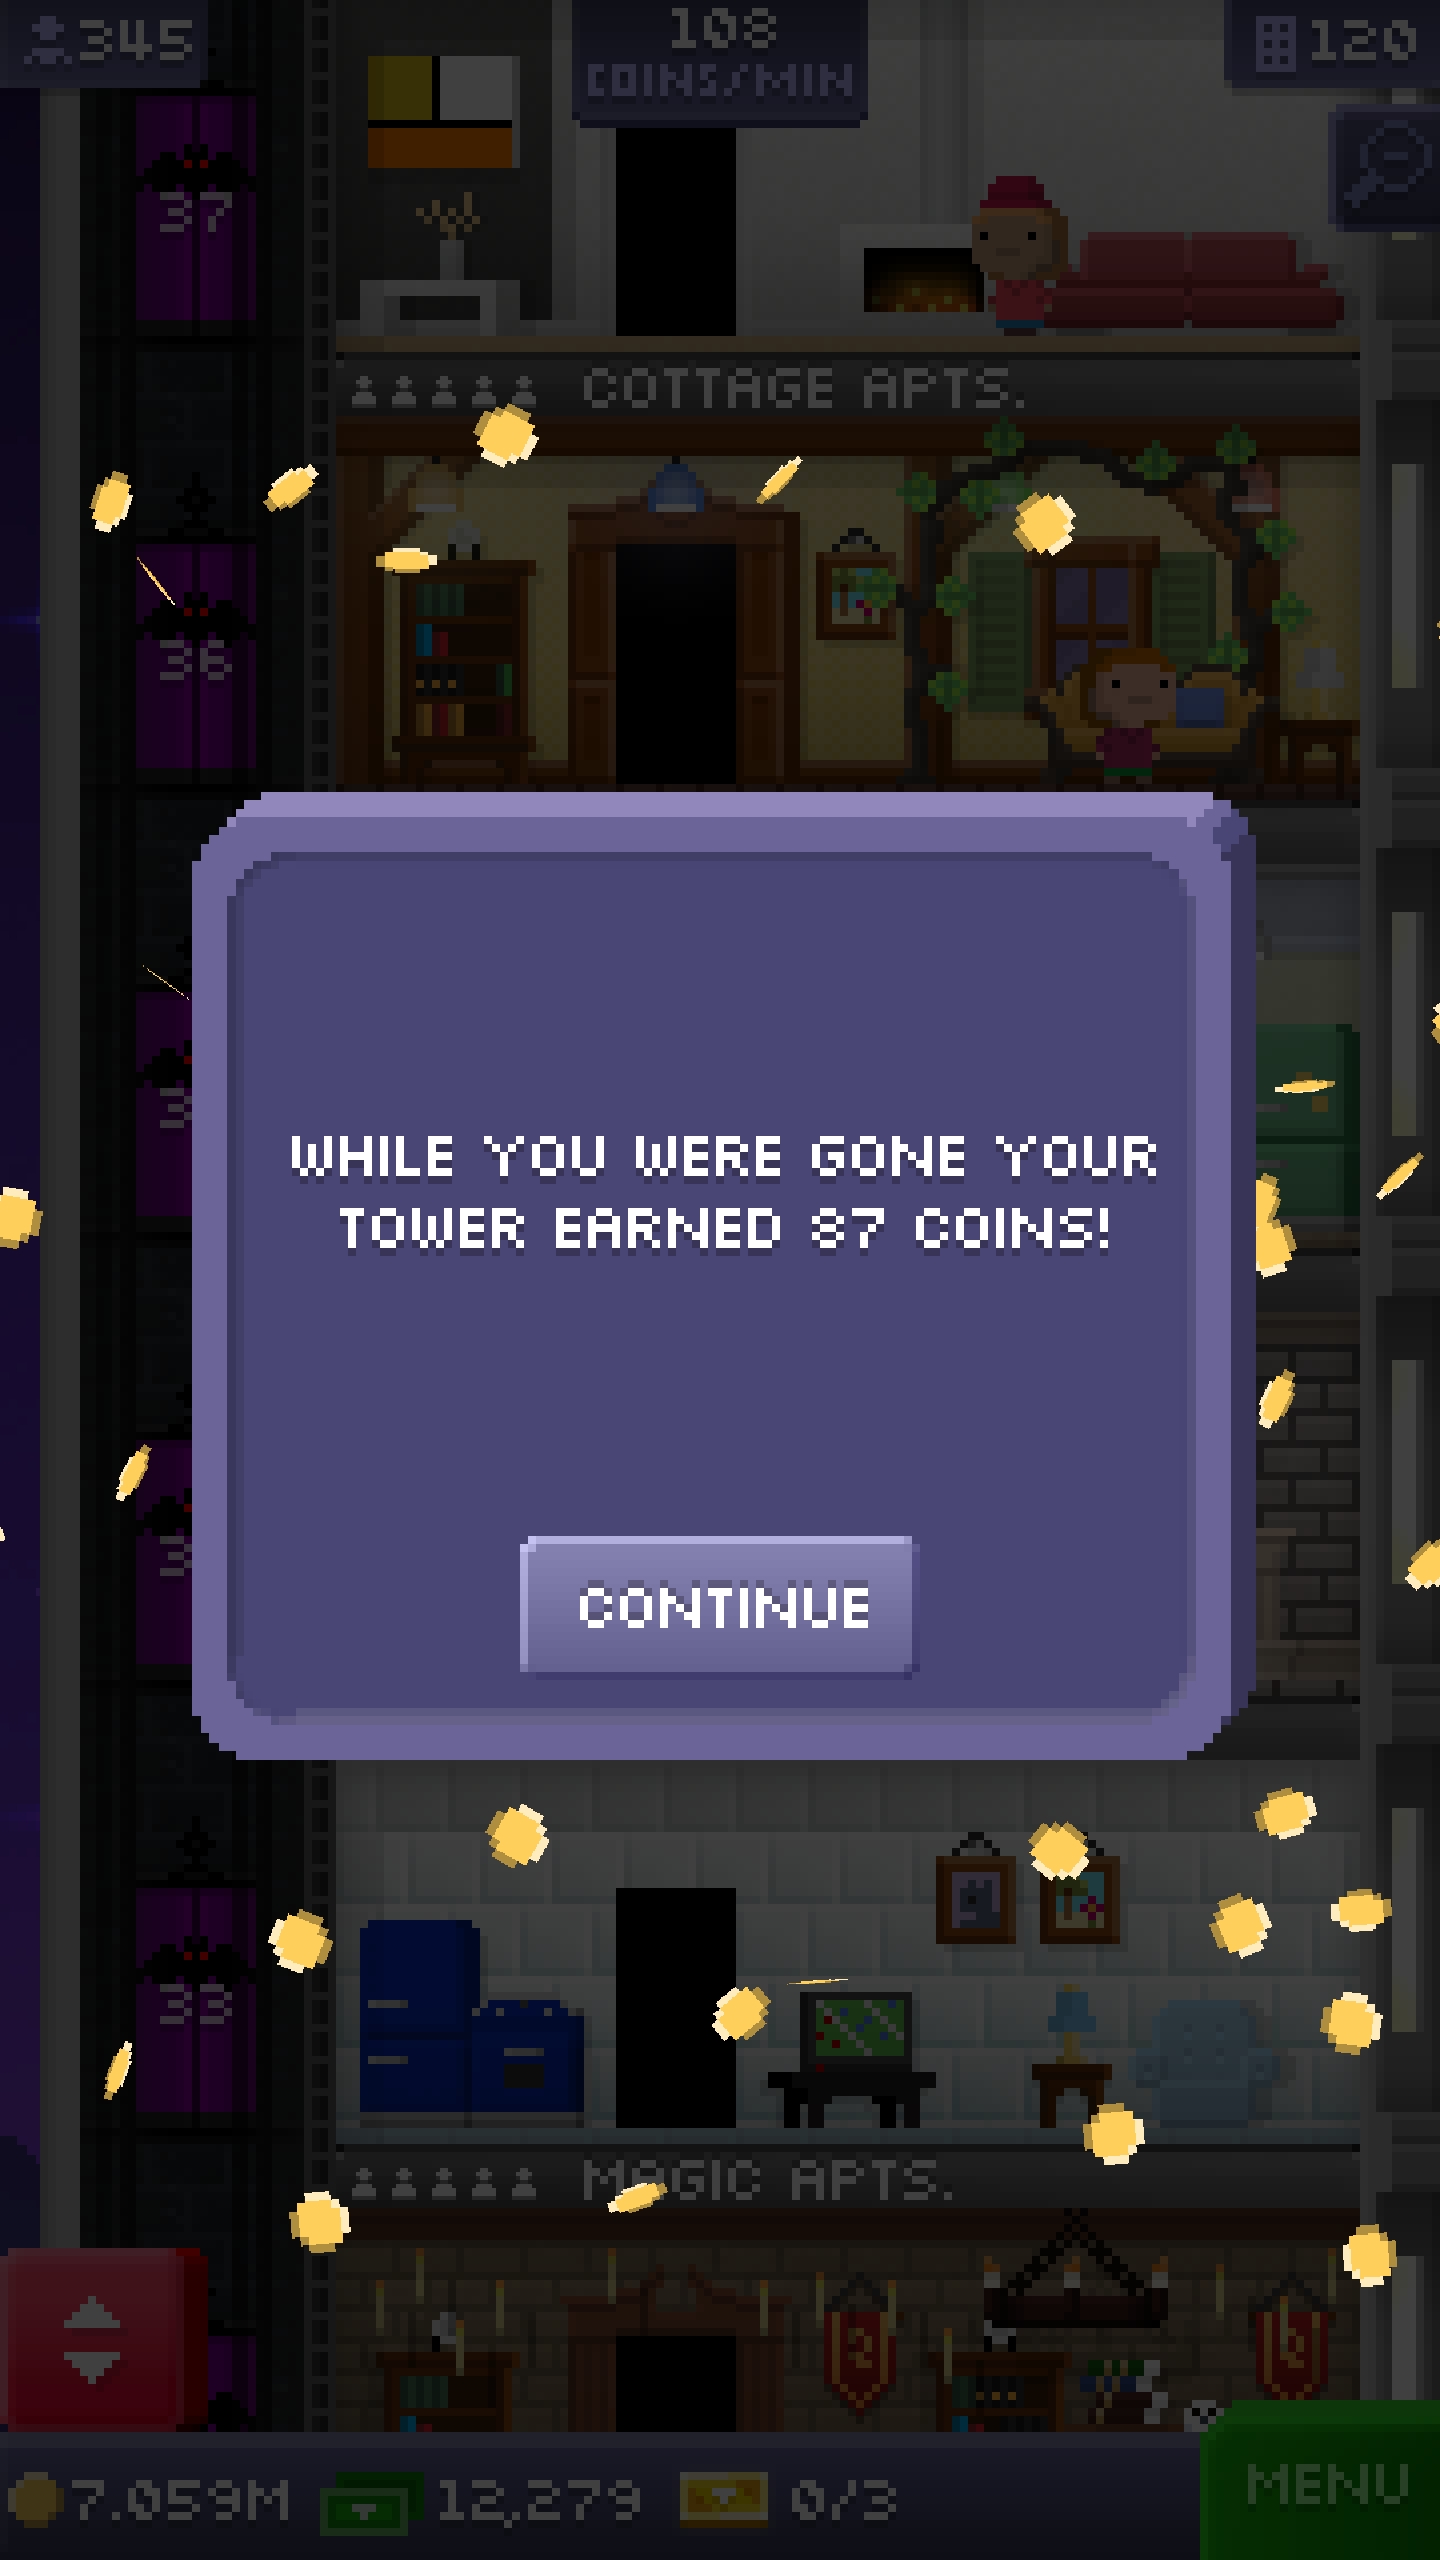 345
108
COINS/MIN
120
37
COTTAGE APTS.
36
WHILE YOU WERE GONE YOUR
TOWER EARNED 87 COINS!
CONTINUE
33
MAGIC APTS.
7.059M
12,279
0/3
MENU